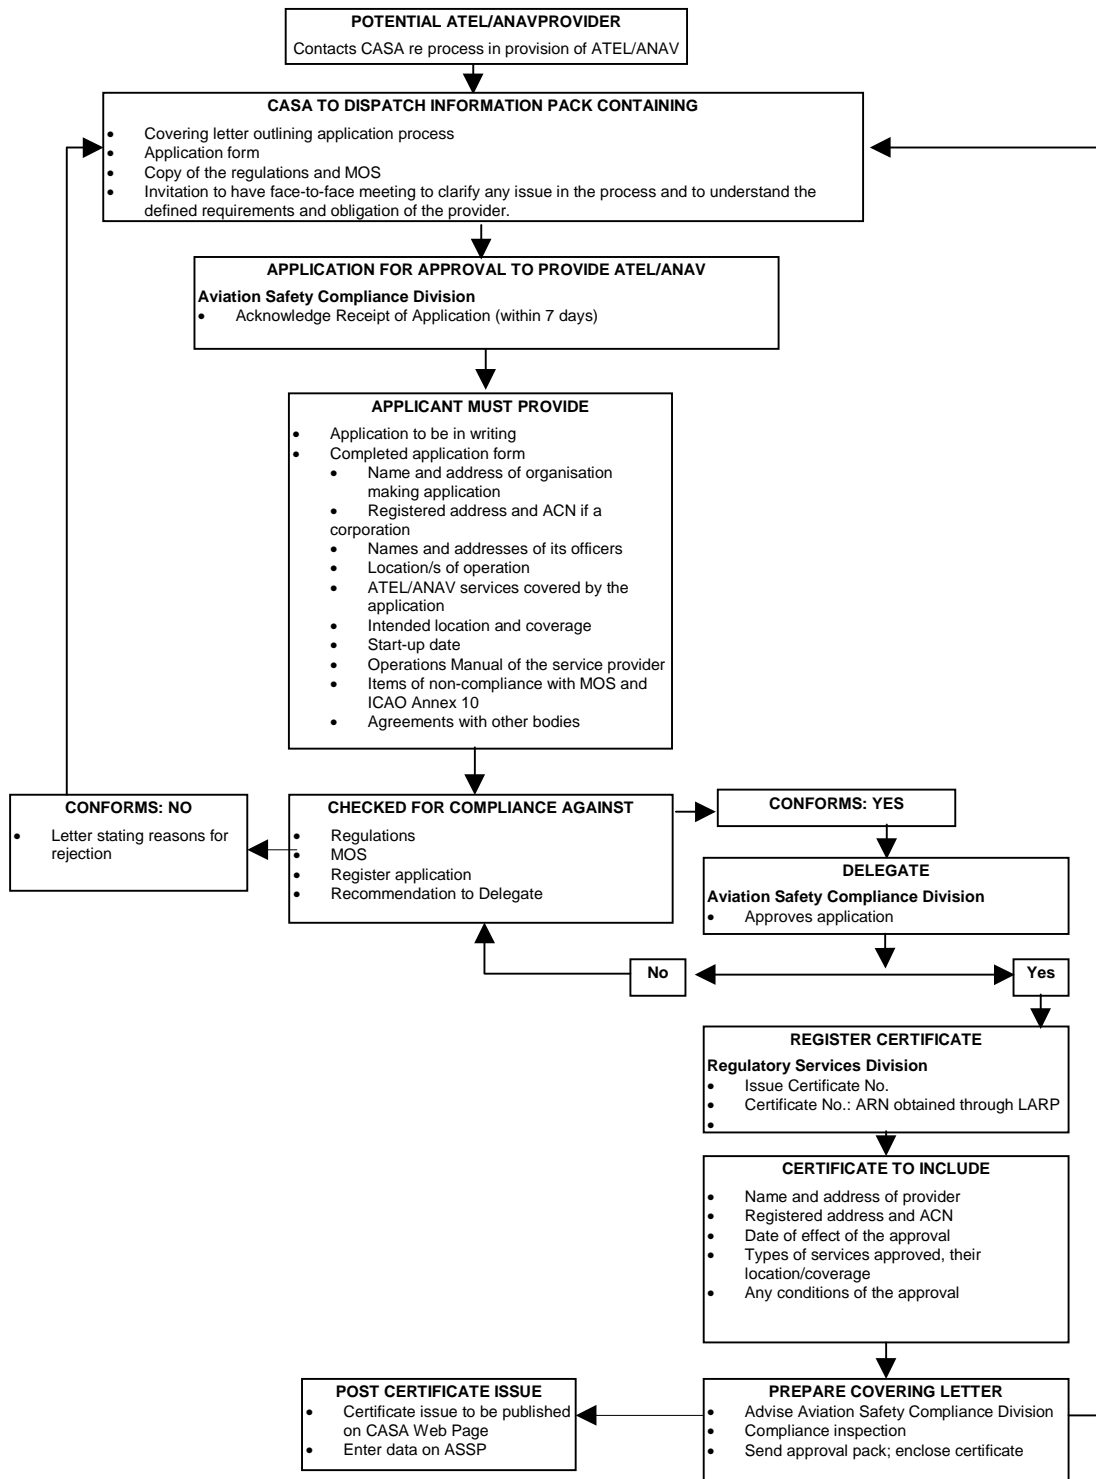 POTENTIAL ATEL/ANAVPROVIDER
Contacts CASA re process in provision of ATEL/ANAV
CASA TO DISPATCH INFORMATION PACK CONTAINING
• Covering letter outlining application process
• Application form
• Copy of the regulations and MOS
• Invitation to have face-to-face meeting to clarify any issue in the process and to understand the
defined requirements and obligation of the provider.
APPLICATION FOR APPROVAL TO PROVIDE ATEL/ANAV
Aviation Safety Compliance Division
• Acknowledge Receipt of Application (within 7 days)
APPLICANT MUST PROVIDE
• Application to be in writing
• Completed application form
• Name and address of organisation
making application
• Registered address and ACN if a
corporation
• Names and addresses of its officers
• Location/s of operation
• ATEL/ANAV services covered by the
application
• Intended location and coverage
• Start-up date
• Operations Manual of the service provider
• Items of non-compliance with MOS and
ICAO Annex 10
• Agreements with other bodies
CONFORMS: NO
• Letter stating reasons for
rejection
CHECKED FOR COMPLIANCE AGAINST
• Regulations
• MOS
• Register application
• Recommendation to Delegate
CONFORMS: YES
DELEGATE
Aviation Safety Compliance Division
• Approves application
No
Yes
REGISTER CERTIFICATE
Regulatory Services Division
• Issue Certificate No.
• Certificate No.: ARN obtained through LARP
•
CERTIFICATE TO INCLUDE
• Name and address of provider
• Registered address and ACN
• Date of effect of the approval
• Types of services approved, their
location/coverage
• Any conditions of the approval
POST CERTIFICATE ISSUE
• Certificate issue to be published
on CASA Web Page
• Enter data on ASSP
PREPARE COVERING LETTER
• Advise Aviation Safety Compliance Division
• Compliance inspection
• Send approval pack; enclose certificate